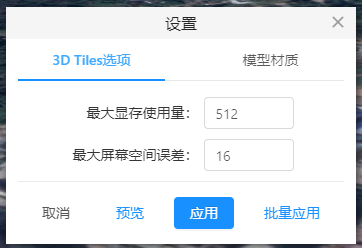 设置
3D Tiles选项 模型材质
最大显存使用量: 512
最大屏幕空间误差: 16
取消 预览 应用 批量应用